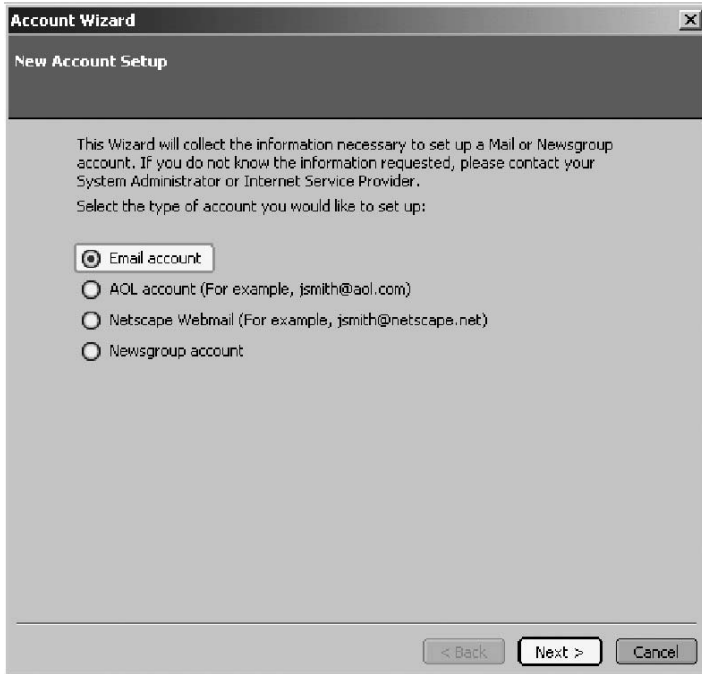 Account Wizard
New Account Setup
This Wizard will collect the information necessary to set up a Mail or Newsgroup
account. If you do not know the information requested, please contact your
System Administrator or Internet Service Provider.
Select the type of account you would like to set up:
Email account
AOL account (For example, jsmith@aol.com)
Netscape Webmail (For example, jsmith@netscape.net)
Newsgroup account
< Back
Next >
Cancel